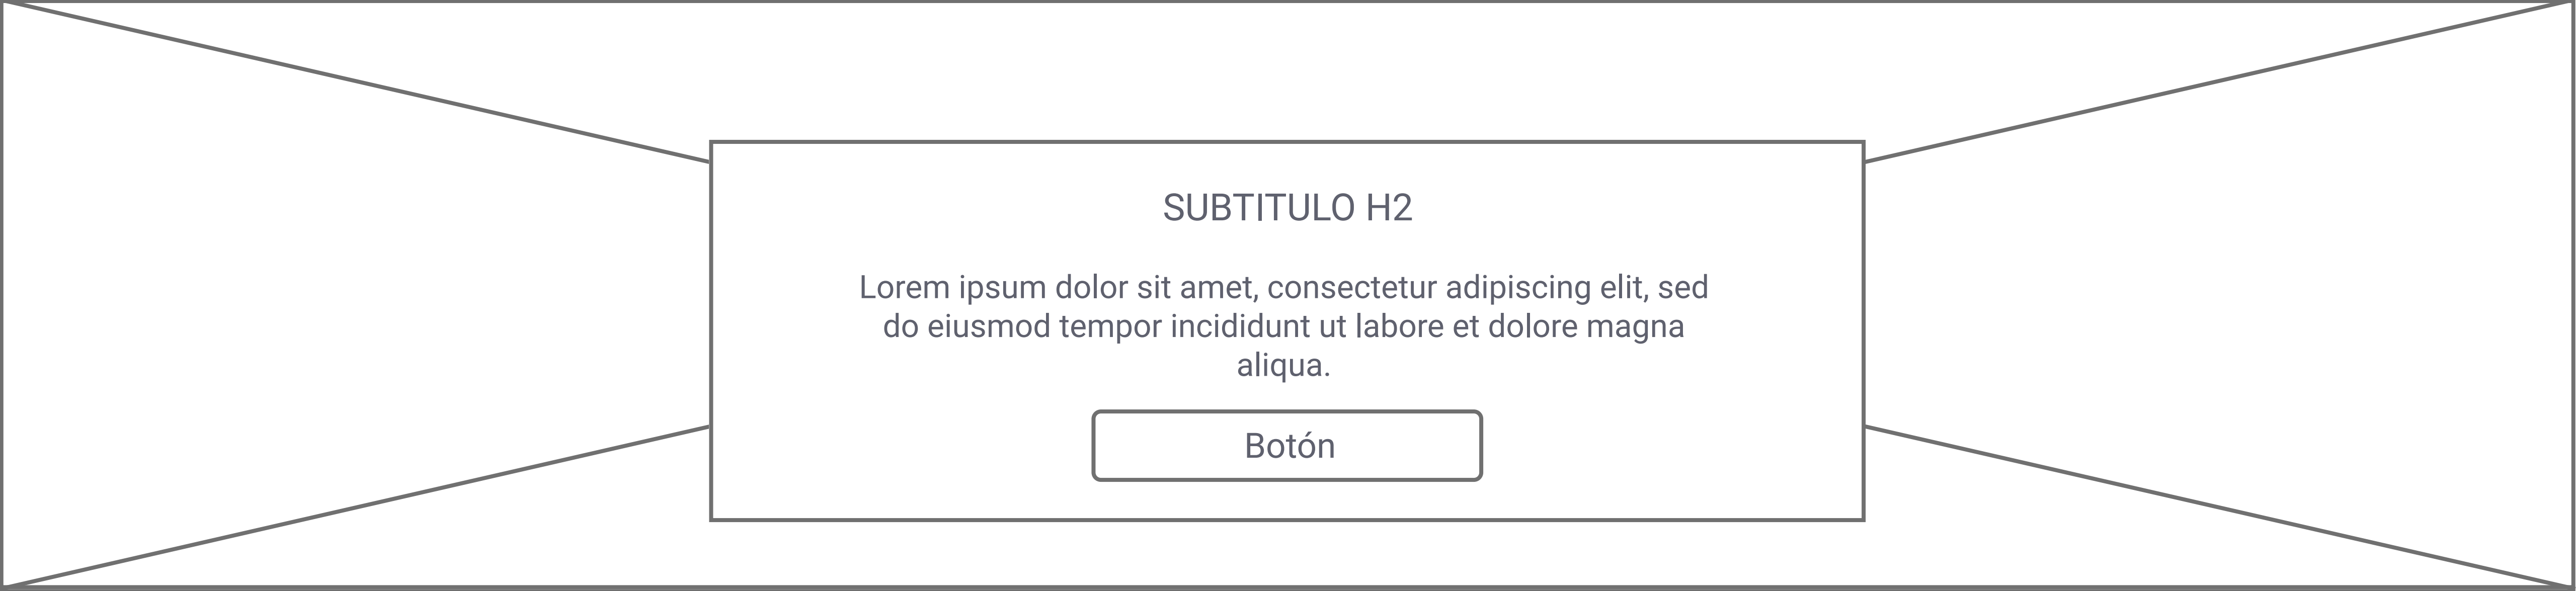 SUBTITULO H2
Lorem ipsum dolor sit amet, consectetur adipiscing elit, sed
do eiusmod tempor incididunt ut labore et dolore magna
aliqua.
Botón